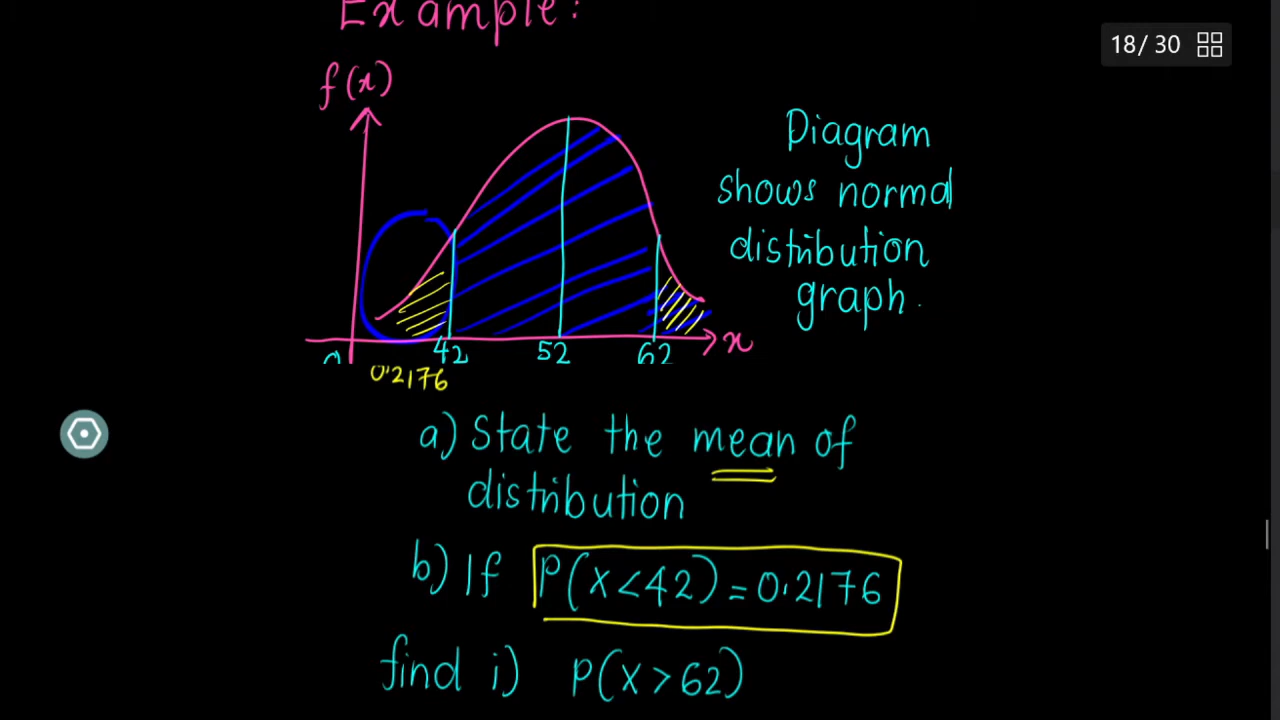 Example:
18/ 30
f(x)
Diagram
shows normal
distribution
graph.
42 52 62 x
0.2176
a) State the mean of
distribution
b) If P(X<42)=0.2176
find i) P(X>62)